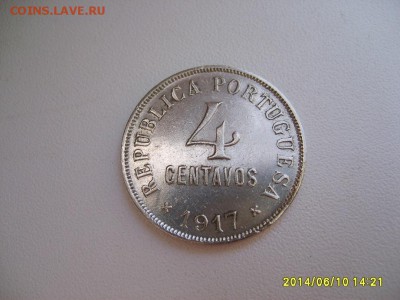 COINS.LAVE.RU
REPUBLICA PORTUGUESA
4
CENTAVOS
* 1917 *
2014/06/10 14:21